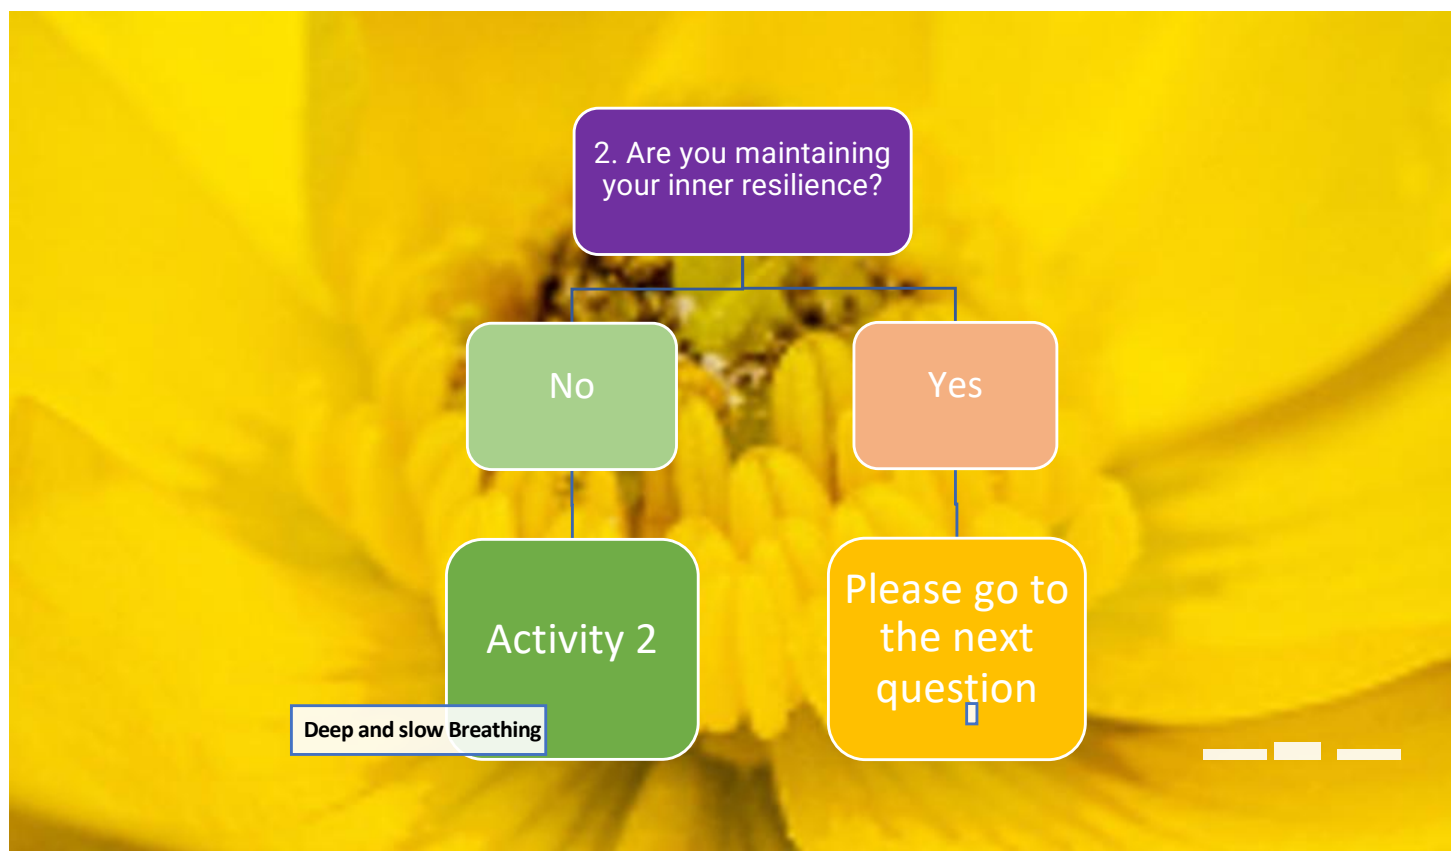 2. Are you maintaining
your inner resilience?
No
Yes
Activity 2
Please go to
the next
question
Deep and slow Breathing